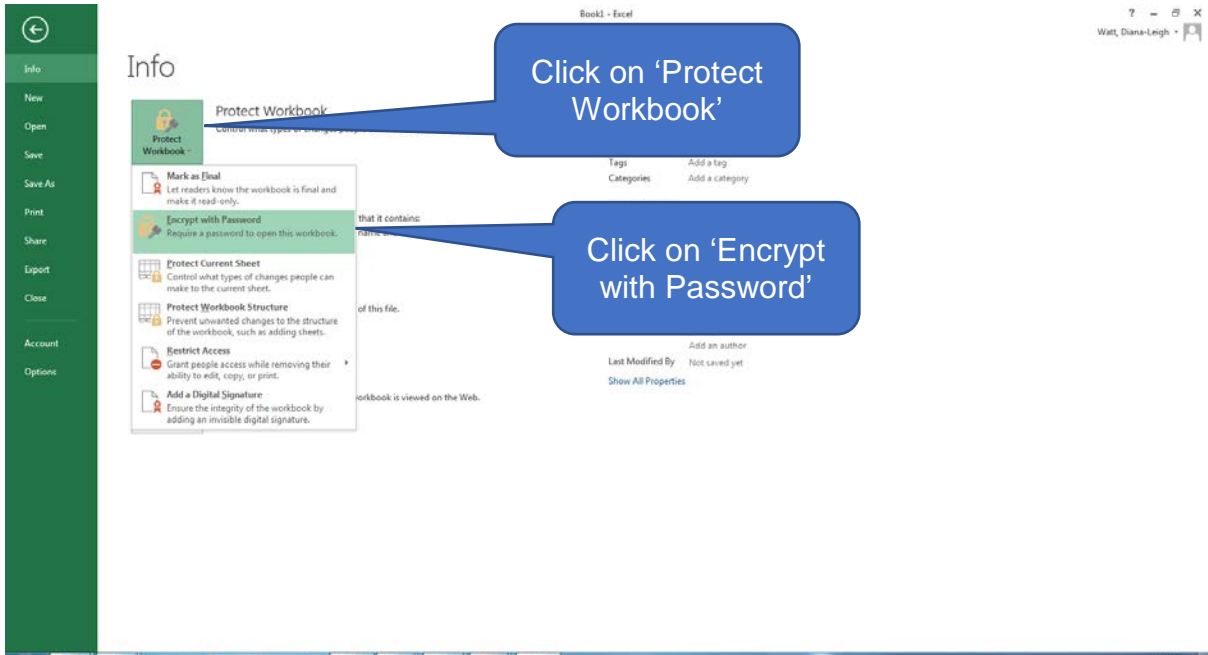 Book1 - Excel
? – X
Watt, Diana-Leigh
Info
New
Open
Save
Save As
Print
Share
Export
Close
Account
Options
Info
Protect Workbook
Control what types of changes
Protect
Workbook
Mark as Final
Let readers know the workbook is final and
make it read-only.
Encrypt with Password
Require a password to open this workbook.
Protect Current Sheet
Control what types of changes people can
make to the current sheet.
Protect Workbook Structure
Prevent unwanted changes to the structure
of the workbook, such as adding sheets.
Restrict Access
Grant people access while removing their
ability to edit, copy, or print.
Add a Digital Signature
Ensure the integrity of the workbook by
adding an invisible digital signature.
that it contains:
name
of this file.
orkbook is viewed on the Web.
Click on ‘Protect
Workbook’
Tags Add a tag
Categories Add a category
Click on ‘Encrypt
with Password’
Add an author
Last Modified By Not saved yet
Show All Properties